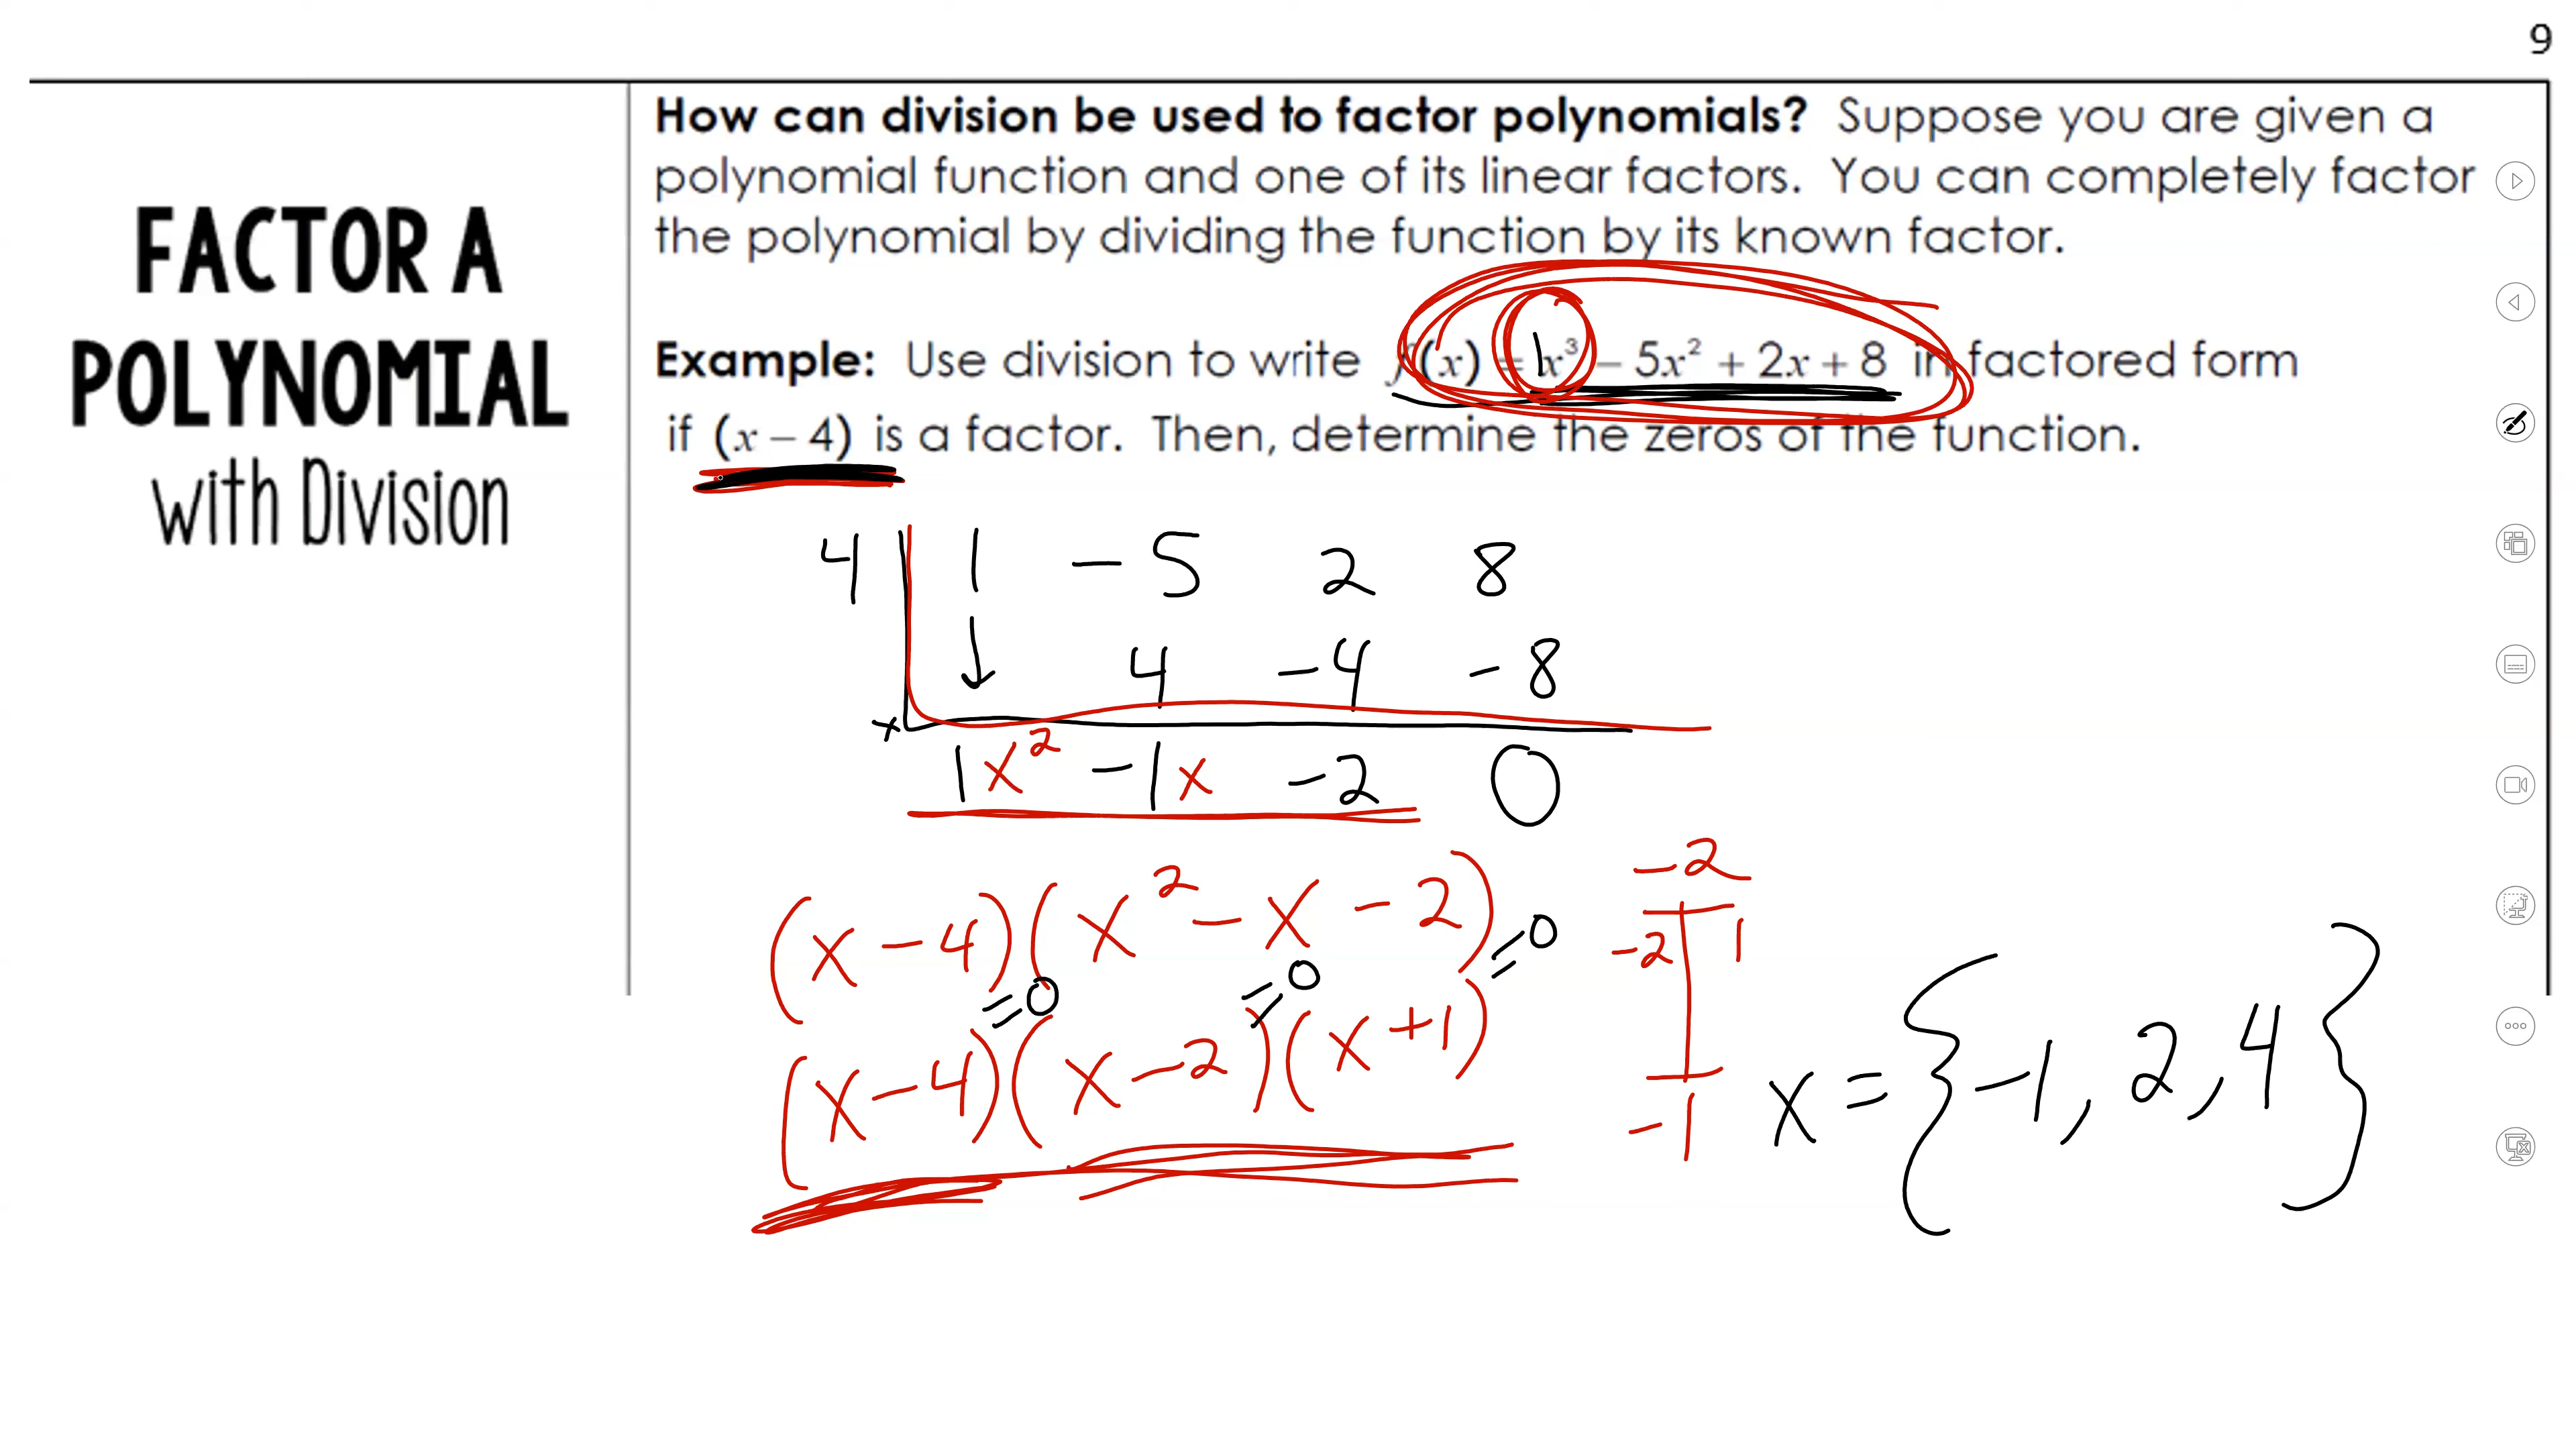 9
FACTOR A
POLYNOMIAL
with Division
How can division be used to factor polynomials? Suppose you are given a
polynomial function and one of its linear factors. You can completely factor
the polynomial by dividing the function by its known factor.
Example: Use division to write f(x) = 1x³ – 5x² + 2x + 8 in factored form
if (x – 4) is a factor. Then, determine the zeros of the function.
4 1 -5 2 8
↓ 4 -4 -8
x 1x² -1x -2 0
(x-4)(x²-x-2)
=0 =0 =0
(x-4)(x-2)(x+1)
-2
-2 1
-1
x = {-1, 2, 4}